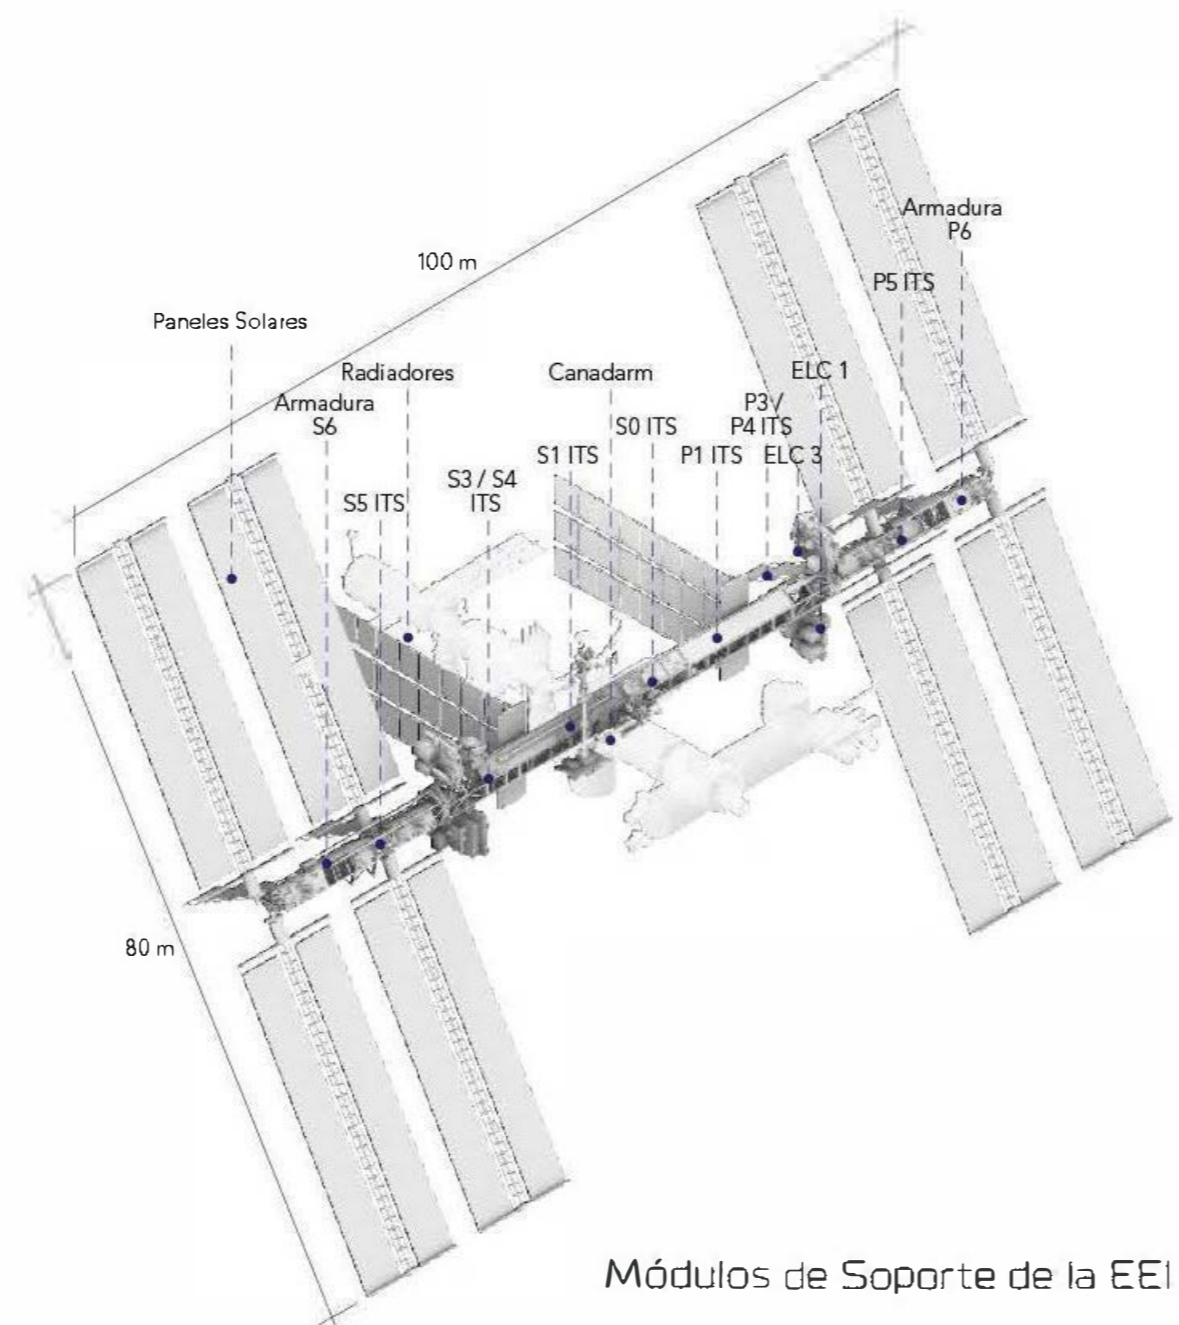 100 m
Armadura
P6
P5 ITS
Paneles Solares
Radiadores
Canadarm
ELC 1
Armadura
S6
P3 /
P4 ITS
S0 ITS
S1 ITS
P1 ITS
ELC 3
S3 / S4
ITS
S5 ITS
80 m
Módulos de Soporte de la EEI